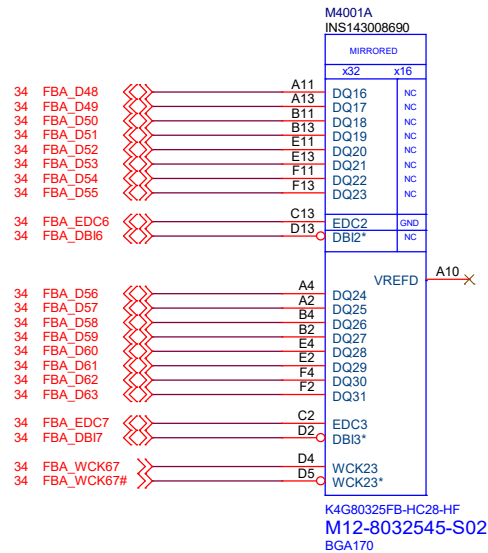 M4001A
INS143008690
MIRRORED
x32 x16
34 FBA_D48 A11 DQ16 NC
34 FBA_D49 A13 DQ17 NC
34 FBA_D50 B11 DQ18 NC
34 FBA_D51 B13 DQ19 NC
34 FBA_D52 E11 DQ20 NC
34 FBA_D53 E13 DQ21 NC
34 FBA_D54 F11 DQ22 NC
34 FBA_D55 F13 DQ23 NC
34 FBA_EDC6 C13 EDC2 GND
34 FBA_DBI6 D13 DBI2* NC
VREFD A10
34 FBA_D56 A4 DQ24
34 FBA_D57 A2 DQ25
34 FBA_D58 B4 DQ26
34 FBA_D59 B2 DQ27
34 FBA_D60 E4 DQ28
34 FBA_D61 E2 DQ29
34 FBA_D62 F4 DQ30
34 FBA_D63 F2 DQ31
34 FBA_EDC7 C2 EDC3
34 FBA_DBI7 D2 DBI3*
34 FBA_WCK67 D4 WCK23
34 FBA_WCK67# D5 WCK23*
K4G80325FB-HC28-HF
M12-8032545-S02
BGA170